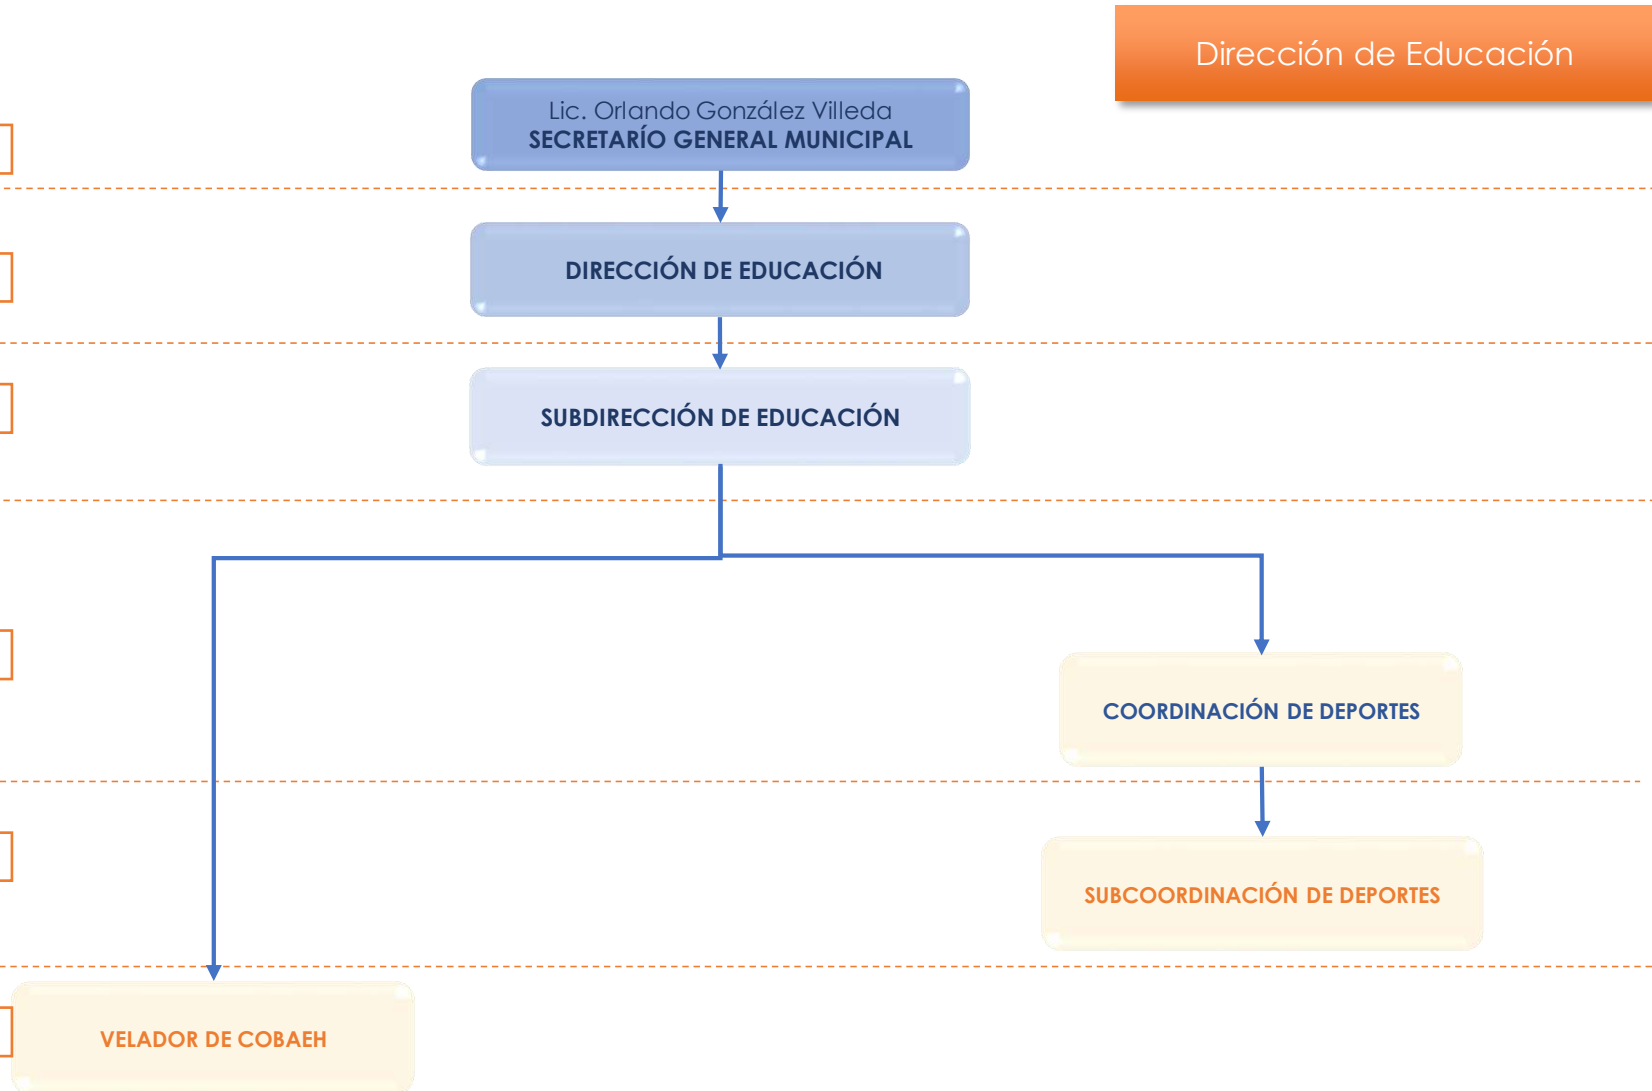 Dirección de Educación
Lic. Orlando González Villeda
SECRETARÍO GENERAL MUNICIPAL
DIRECCIÓN DE EDUCACIÓN
SUBDIRECCIÓN DE EDUCACIÓN
COORDINACIÓN DE DEPORTES
SUBCOORDINACIÓN DE DEPORTES
VELADOR DE COBAEH